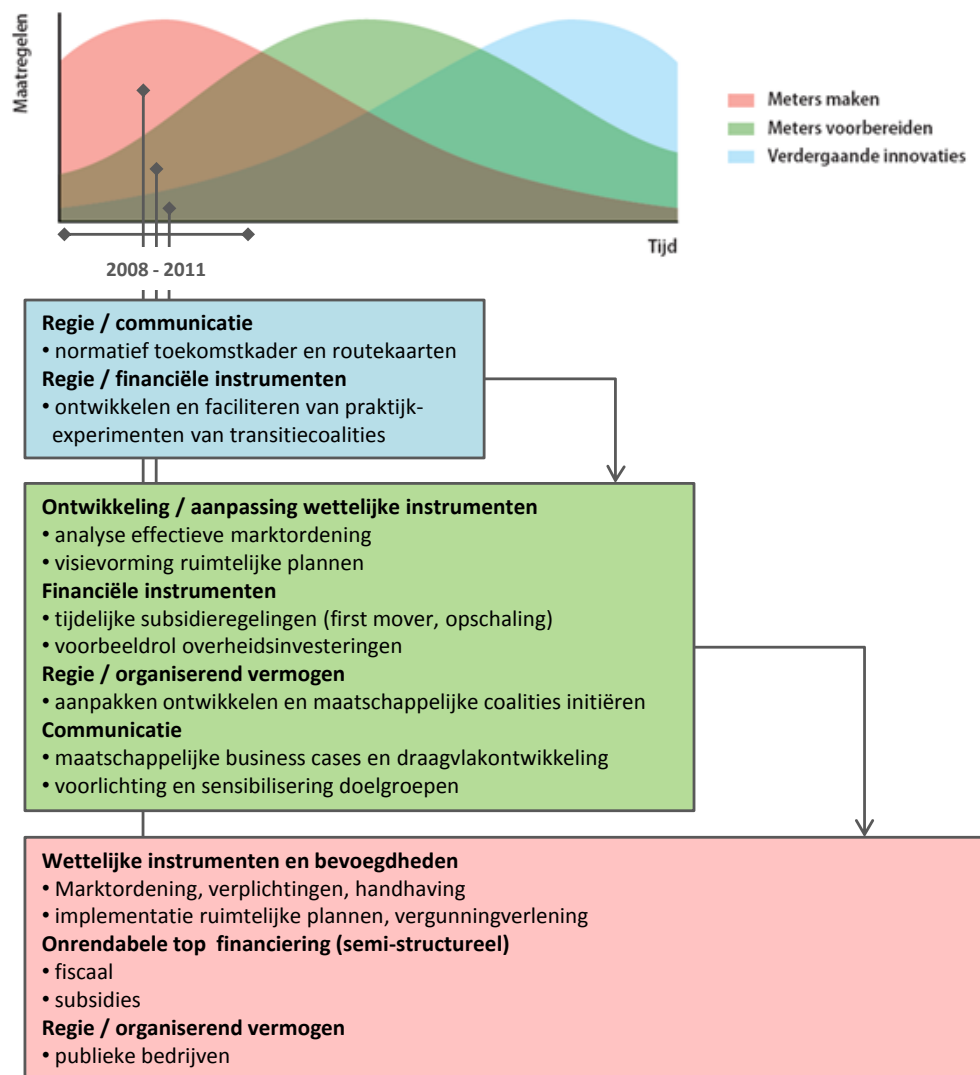 Maatregelen
Meters maken
Meters voorbereiden
Verdergaande innovaties
Tijd
2008 - 2011
Regie / communicatie
• normatief toekomstkader en routekaarten
Regie / financiële instrumenten
• ontwikkelen en faciliteren van praktijk-
experimenten van transitiecoalities
Ontwikkeling / aanpassing wettelijke instrumenten
• analyse effectieve marktordening
• visievorming ruimtelijke plannen
Financiële instrumenten
• tijdelijke subsidieregelingen (first mover, opschaling)
• voorbeeldrol overheidsinvesteringen
Regie / organiserend vermogen
• aanpakken ontwikkelen en maatschappelijke coalities initiëren
Communicatie
• maatschappelijke business cases en draagvlakontwikkeling
• voorlichting en sensibilisering doelgroepen
Wettelijke instrumenten en bevoegdheden
• Marktordening, verplichtingen, handhaving
• implementatie ruimtelijke plannen, vergunningverlening
Onrendabele top  financiering (semi-structureel)
• fiscaal
• subsidies
Regie / organiserend vermogen
• publieke bedrijven